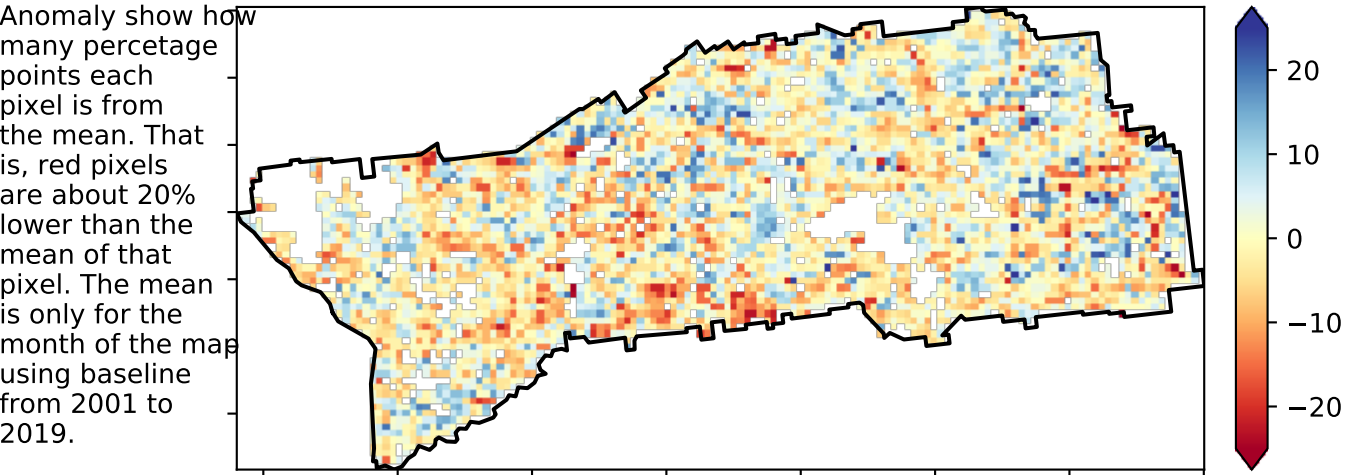 Anomaly show how
many percetage
points each
pixel is from
the mean. That
is, red pixels
are about 20%
lower than the
mean of that
pixel. The mean
is only for the
month of the map
using baseline
from 2001 to
2019.
20
10
0
−10
−20